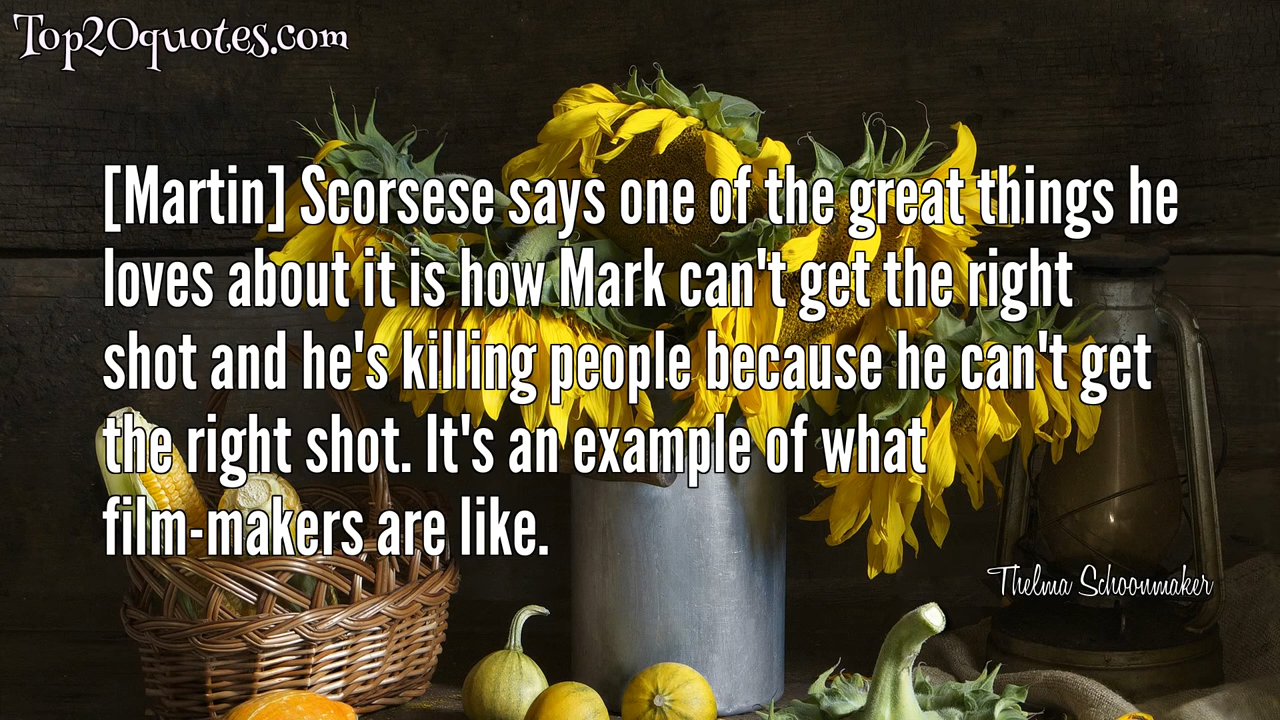 Top20quotes.com
[Martin] Scorsese says one of the great things he
loves about it is how Mark can't get the right
shot and he's killing people because he can't get
the right shot. It's an example of what
film-makers are like.
Thelma Schoonmaker